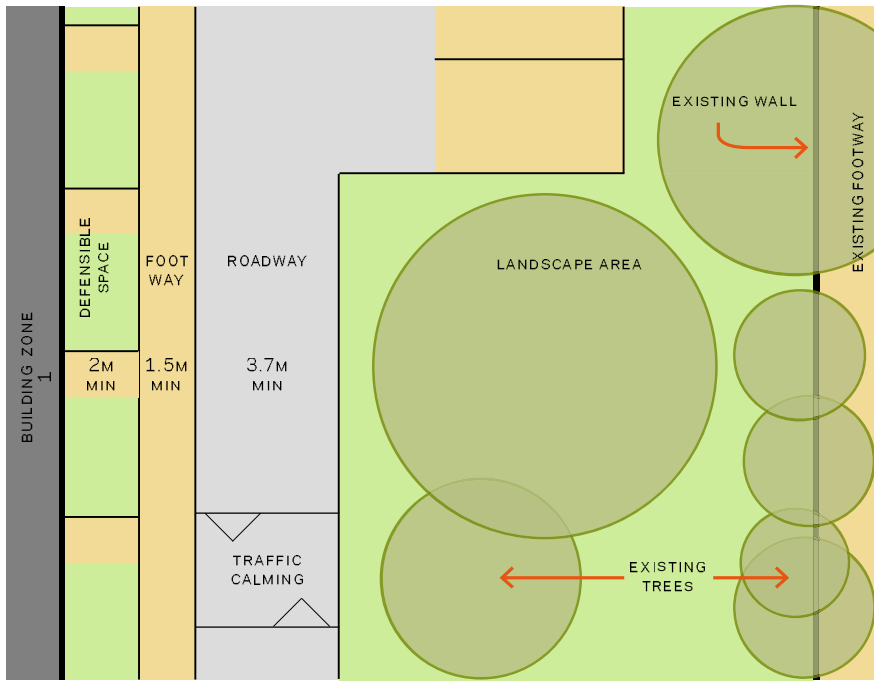 EXISTING WALL
EXISTING FOOTWAY
DEFENSIBLE
SPACE
FOOT
WAY
ROADWAY
LANDSCAPE AREA
BUILDING ZONE
1
2M
MIN
1.5M
MIN
3.7M
MIN
TRAFFIC
CALMING
EXISTING
TREES